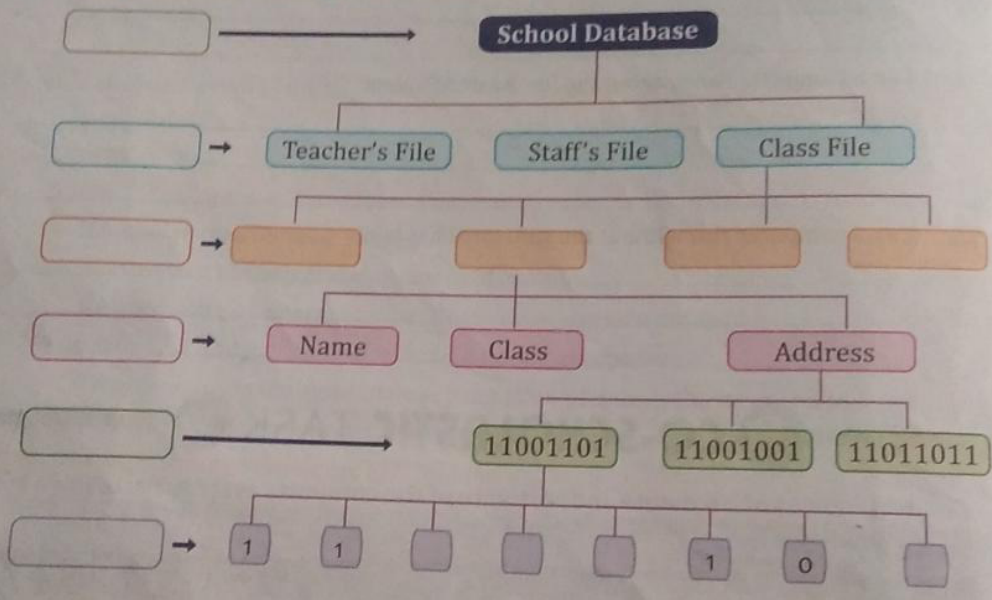 School Database
Teacher's File Staff's File Class File
Name Class Address
11001101 11001001 11011011
1 1 1 0